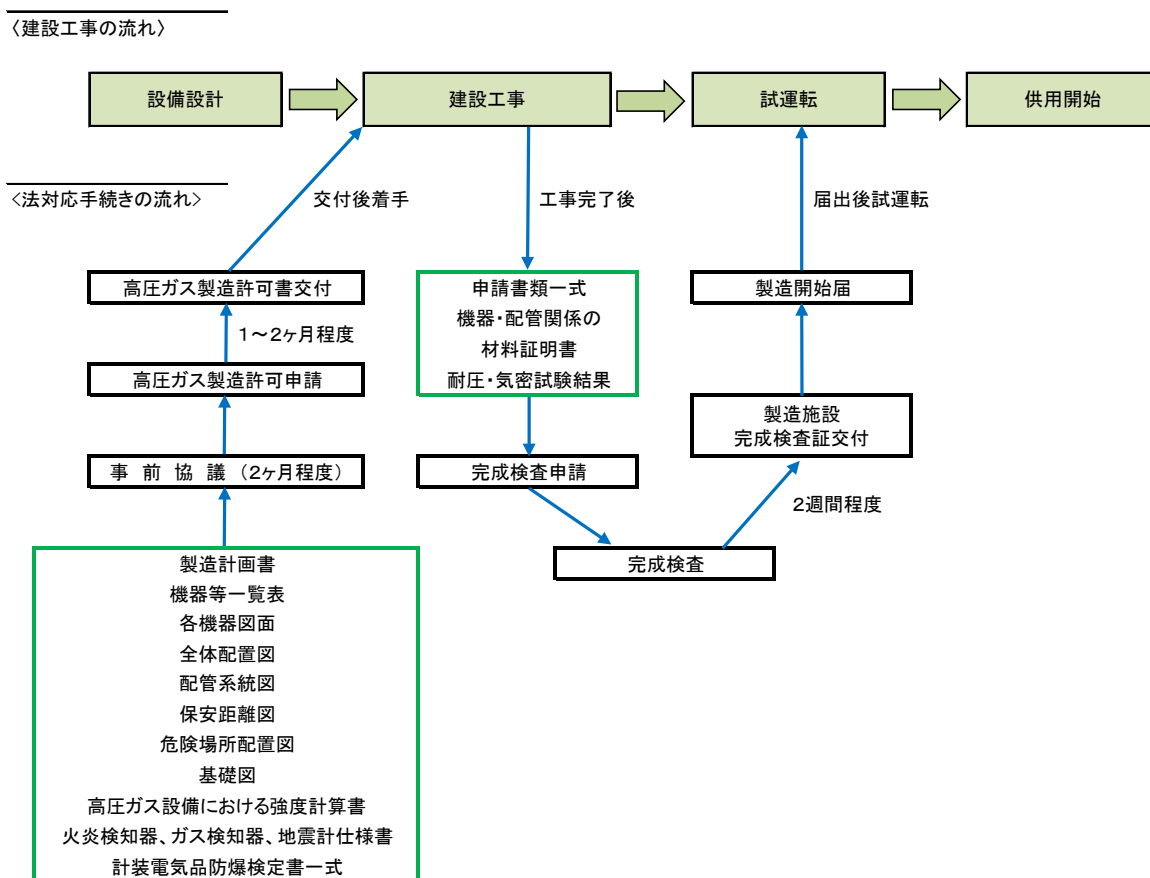 〈建設工事の流れ〉
設備設計
建設工事
試運転
供用開始
<法対応手続きの流れ>
交付後着手
工事完了後
届出後試運転
高圧ガス製造許可書交付
1～2ヶ月程度
高圧ガス製造許可申請
事 前 協 議 （2ヶ月程度）
製造計画書
機器等一覧表
各機器図面
全体配置図
配管系統図
保安距離図
危険場所配置図
基礎図
高圧ガス設備における強度計算書
火炎検知器、ガス検知器、地震計仕様書
計装電気品防爆検定書一式
申請書類一式
機器・配管関係の
材料証明書
耐圧・気密試験結果
完成検査申請
完成検査
2週間程度
製造施設
完成検査証交付
製造開始届